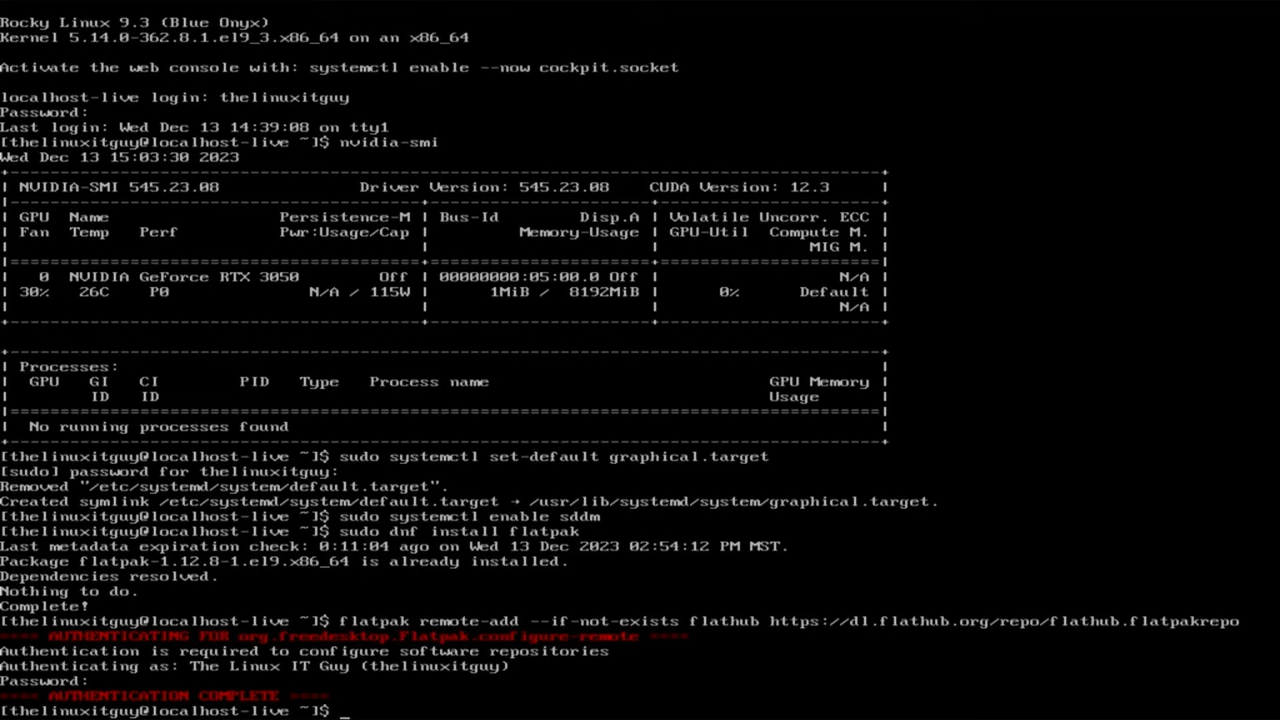 Rocky Linux 9.3 (Blue Onyx)
Kernel 5.14.0-362.8.1.el9_3.x86_64 on an x86_64
Activate the web console with: systemctl enable --now cockpit.socket
localhost-live login: thelinuxitguy
Password:
Last login: Wed Dec 13 14:39:08 on tty1
[thelinuxitguy@localhost-live ~]$ nvidia-smi
Wed Dec 13 15:03:30 2023
+---------------------------------------------------------------------------------------+
| NVIDIA-SMI 545.23.08              Driver Version: 545.23.08    CUDA Version: 12.3     |
|-----------------------------------------+----------------------+----------------------+
| GPU  Name                 Persistence-M | Bus-Id        Disp.A | Volatile Uncorr. ECC |
| Fan  Temp   Perf          Pwr:Usage/Cap |         Memory-Usage | GPU-Util  Compute M. |
|                                         |                      |               MIG M. |
|=========================================+======================+======================|
|   0  NVIDIA GeForce RTX 3050        Off | 00000000:05:00.0 Off |                  N/A |
| 30%   26C    P0              N/A / 115W |      1MiB /  8192MiB |      0%      Default |
|                                         |                      |                  N/A |
+-----------------------------------------+----------------------+----------------------+
+---------------------------------------------------------------------------------------+
| Processes:                                                                            |
|  GPU   GI   CI        PID   Type   Process name                            GPU Memory |
|        ID   ID                                                             Usage      |
|=======================================================================================|
|  No running processes found                                                           |
+---------------------------------------------------------------------------------------+
[thelinuxitguy@localhost-live ~]$ sudo systemctl set-default graphical.target
[sudo] password for thelinuxitguy:
Removed "/etc/systemd/system/default.target".
Created symlink /etc/systemd/system/default.target → /usr/lib/systemd/system/graphical.target.
[thelinuxitguy@localhost-live ~]$ sudo systemctl enable sddm
[thelinuxitguy@localhost-live ~]$ sudo dnf install flatpak
Last metadata expiration check: 0:11:04 ago on Wed 13 Dec 2023 02:54:12 PM MST.
Package flatpak-1.12.8-1.el9.x86_64 is already installed.
Dependencies resolved.
Nothing to do.
Complete!
[thelinuxitguy@localhost-live ~]$ flatpak remote-add --if-not-exists flathub https://dl.flathub.org/repo/flathub.flatpakrepo
==== AUTHENTICATING FOR org.freedesktop.Flatpak.configure-remote ====
Authentication is required to configure software repositories
Authenticating as: The Linux IT Guy (thelinuxitguy)
Password:
==== AUTHENTICATION COMPLETE ====
[thelinuxitguy@localhost-live ~]$ _